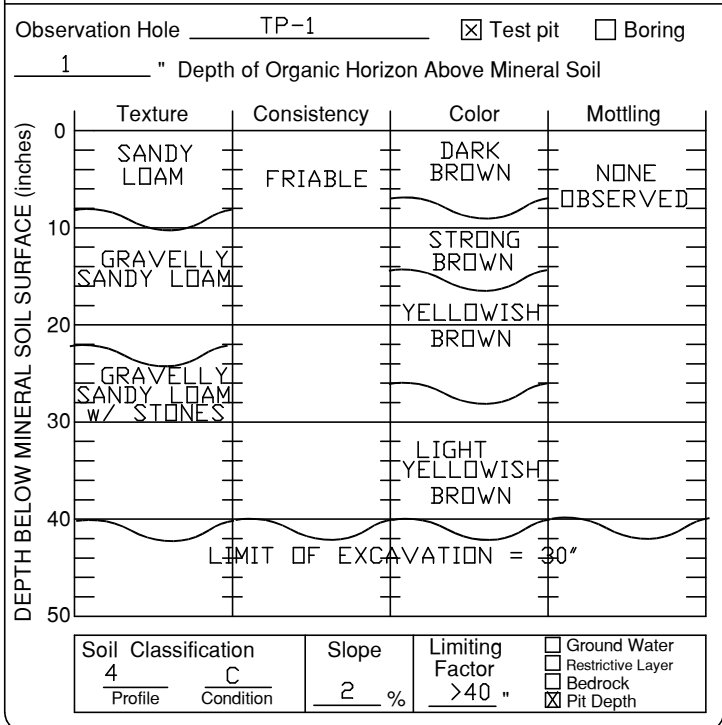 Observation Hole TP-1 ☒ Test pit ☐ Boring
1 " Depth of Organic Horizon Above Mineral Soil
DEPTH BELOW MINERAL SOIL SURFACE (inches)
Texture Consistency Color Mottling
0
10
20
30
40
50
SANDY
LOAM
GRAVELLY
SANDY LOAM
GRAVELLY
SANDY LOAM
w/ STONES
FRIABLE
DARK
BROWN
STRONG
BROWN
YELLOWISH
BROWN
LIGHT
YELLOWISH
BROWN
NONE
OBSERVED
LIMIT OF EXCAVATION = 30"
Soil Classification
4 C
Profile Condition
Slope
2 %
Limiting
Factor
>40 "
☐ Ground Water
☐ Restrictive Layer
☐ Bedrock
☒ Pit Depth